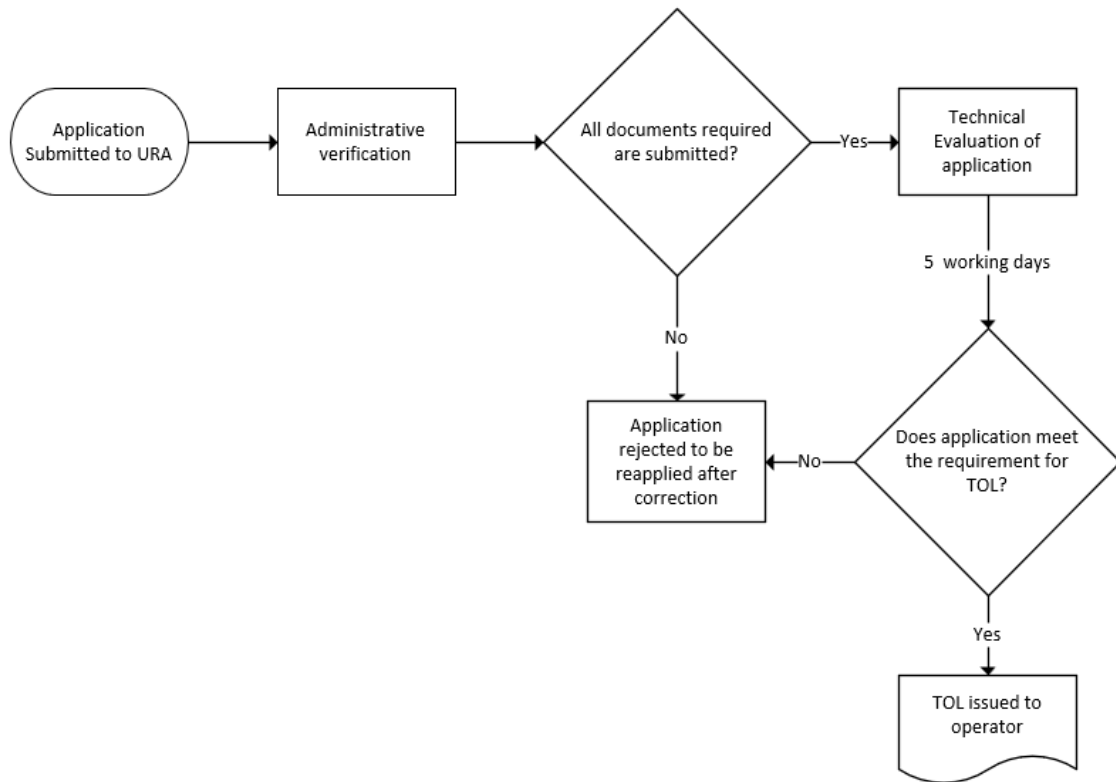 Application
Submitted to URA
Administrative
verification
All documents required
are submitted?
Yes
Technical
Evaluation of
application
5 working days
No
Application
rejected to be
reapplied after
correction
No
Does application meet
the requirement for
TOL?
Yes
TOL issued to
operator